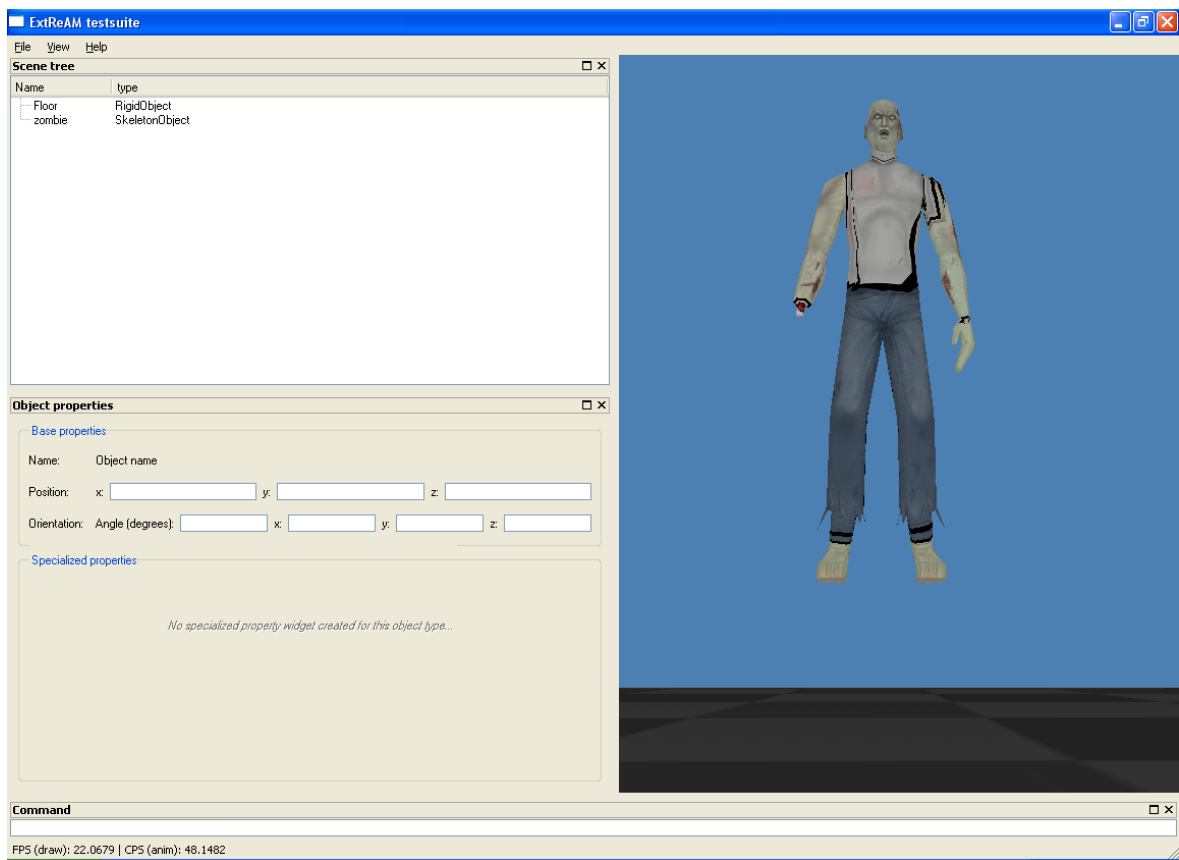 ExtReAM testsuite
File View Help
Scene tree
Name type
Floor RigidObject
zombie SkeletonObject
Object properties
Base properties
Name: Object name
Position: x: y: z:
Orientation: Angle (degrees): x: y: z:
Specialized properties
No specialized property widget created for this object type...
Command
FPS (draw): 22.0679 | CPS (anim): 48.1482